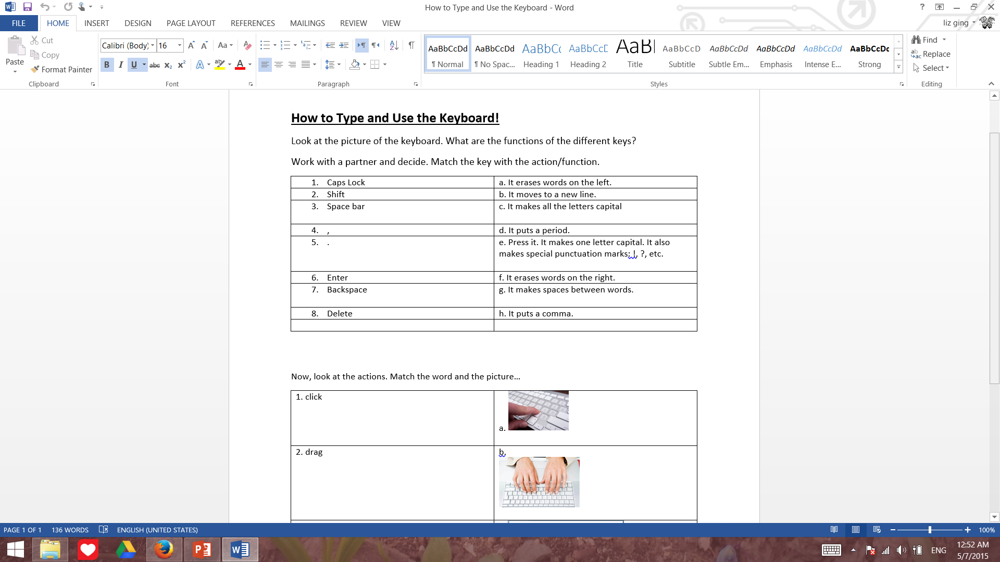 How to Type and Use the Keyboard - Word
FILE HOME INSERT DESIGN PAGE LAYOUT REFERENCES MAILINGS REVIEW VIEW liz ging
Cut
Copy
Paste
Format Painter
Calibri (Body) 16
AaBbCcDd AaBbCcDd AaBbCc AaBbCcD AaB AaBbCcD AaBbCcDd AaBbCcDd AaBbCcDd AaBbCcDc
¶ Normal ¶ No Spac... Heading 1 Heading 2 Title Subtitle Subtle Em... Emphasis Intense E... Strong
Find
Replace
Select
Clipboard Font Paragraph Styles Editing
How to Type and Use the Keyboard!
Look at the picture of the keyboard. What are the functions of the different keys?
Work with a partner and decide. Match the key with the action/function.
1. Caps Lock a. It erases words on the left.
2. Shift b. It moves to a new line.
3. Space bar c. It makes all the letters capital
4. , d. It puts a period.
5. . e. Press it. It makes one letter capital. It also
makes special punctuation marks: !, ?, etc.
6. Enter f. It erases words on the right.
7. Backspace g. It makes spaces between words.
8. Delete h. It puts a comma.
Now, look at the actions. Match the word and the picture...
1. click
a.
2. drag b.
PAGE 1 OF 1 136 WORDS ENGLISH (UNITED STATES) 100%
12:52 AM
ENG
5/7/2015